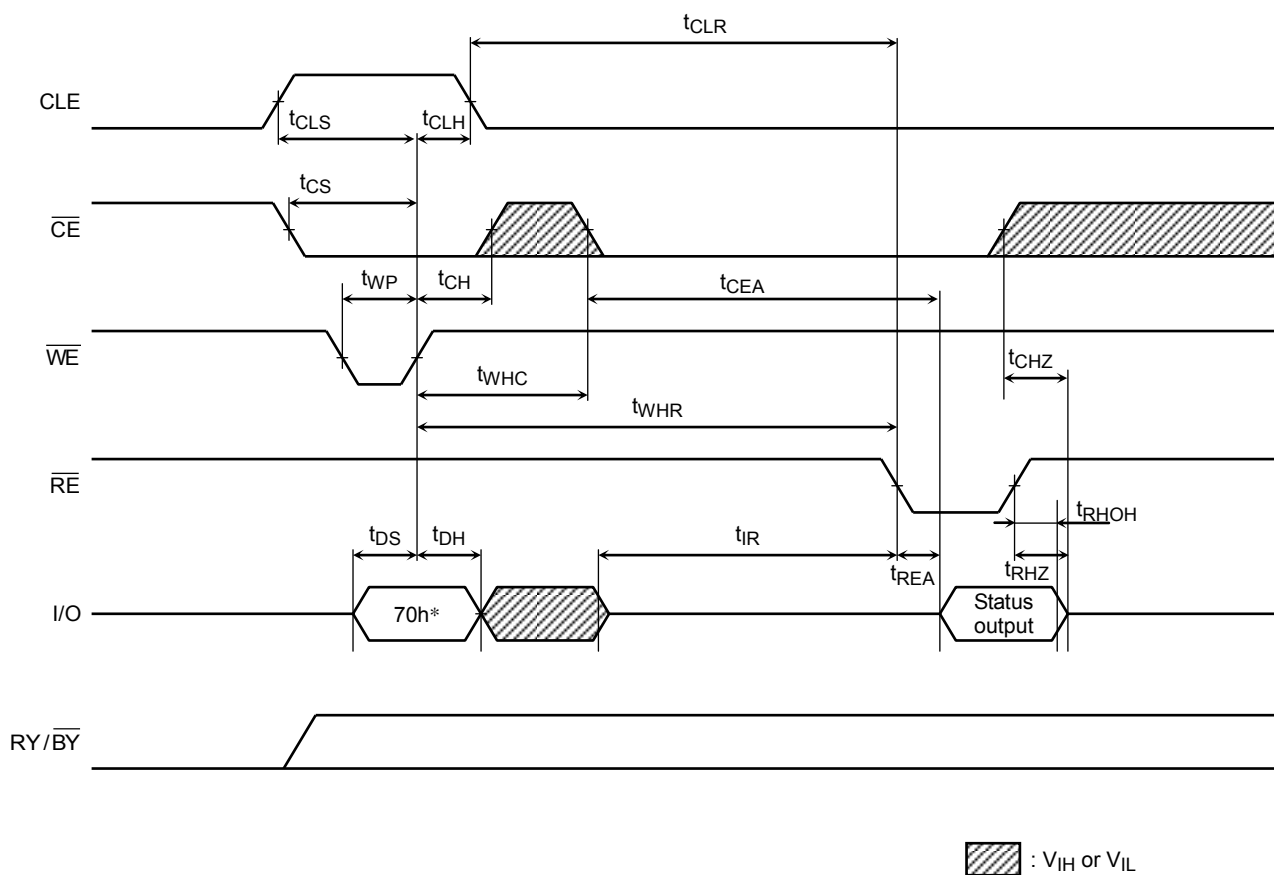 tCLR
CLE
tCLS
tCLH
tCS
CE
tWP
tCH
tCEA
WE
tCHZ
tWHC
tWHR
RE
tRHOH
tDS
tDH
tIR
tREA
tRHZ
I/O
70h*
Status
output
RY/BY
: VIH or VIL